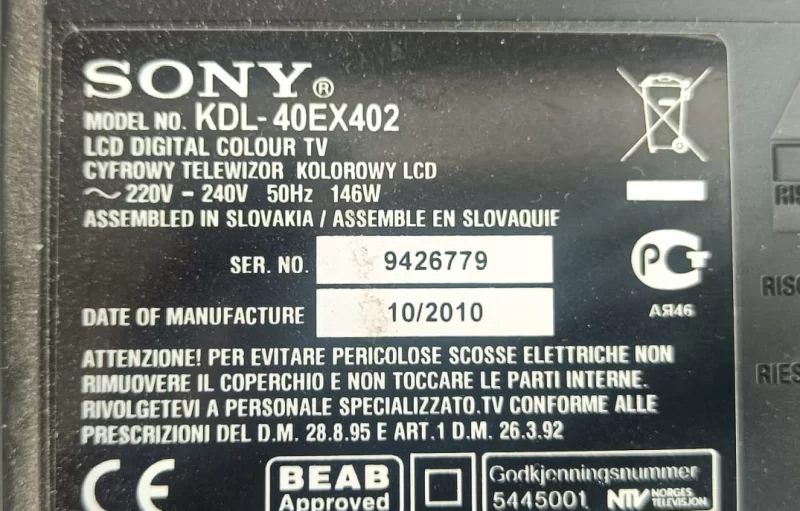 SONY®
MODEL NO. KDL-40EX402
LCD DIGITAL COLOUR TV
CYFROWY TELEWIZOR KOLOROWY LCD
~ 220V - 240V 50Hz 146W
ASSEMBLED IN SLOVAKIA / ASSEMBLE EN SLOVAQUIE
SER. NO. 9426779
DATE OF MANUFACTURE 10/2010
РСТ
АЯ46
ATTENZIONE! PER EVITARE PERICOLOSE SCOSSE ELETTRICHE NON
RIMUOVERE IL COPERCHIO E NON TOCCARE LE PARTI INTERNE.
RIVOLGETEVI A PERSONALE SPECIALIZZATO.TV CONFORME ALLE
PRESCRIZIONI DEL D.M. 28.8.95 E ART.1 D.M. 26.3.92
CE
BEAB
Approved
Godkjenningsnummer
5445001 NTV NORGES
TELEVISJON